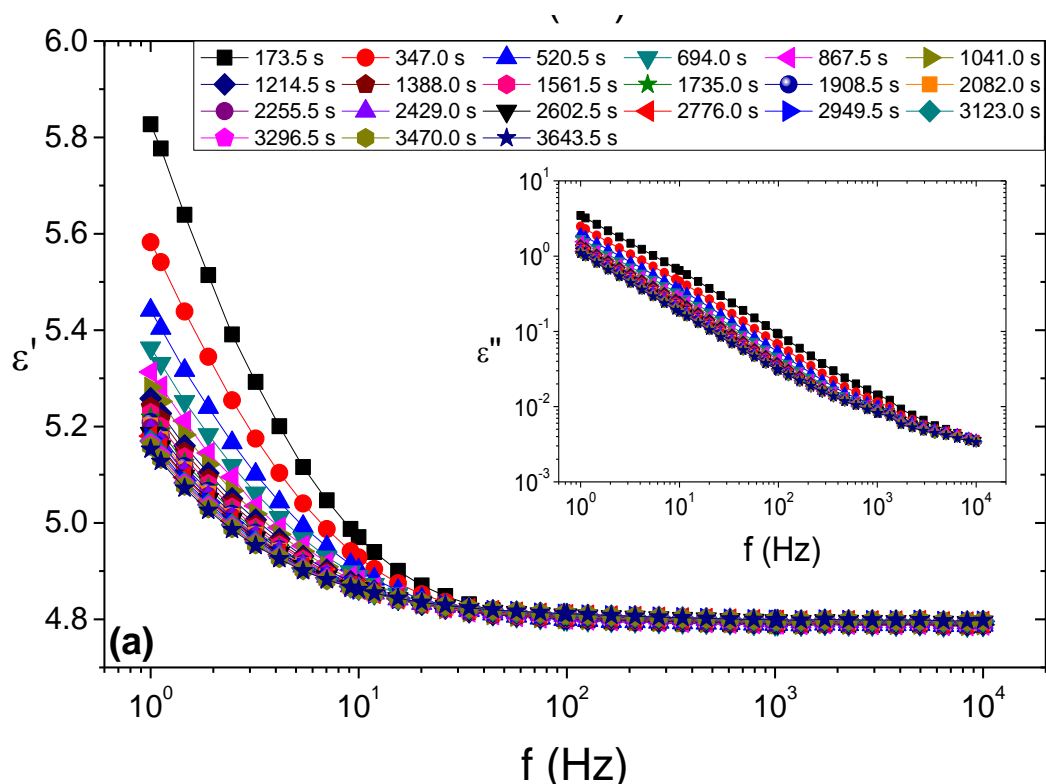 6.0
173.5 s 347.0 s 520.5 s 694.0 s 867.5 s 1041.0 s
1214.5 s 1388.0 s 1561.5 s 1735.0 s 1908.5 s 2082.0 s
2255.5 s 2429.0 s 2602.5 s 2776.0 s 2949.5 s 3123.0 s
3296.5 s 3470.0 s 3643.5 s
5.8
5.6
5.4
5.2
5.0
4.8
ε'
10¹
10⁰
10⁻¹
10⁻²
10⁻³
ε"
10⁰ 10¹ 10² 10³ 10⁴
f (Hz)
(a)
10⁰ 10¹ 10² 10³ 10⁴
f (Hz)